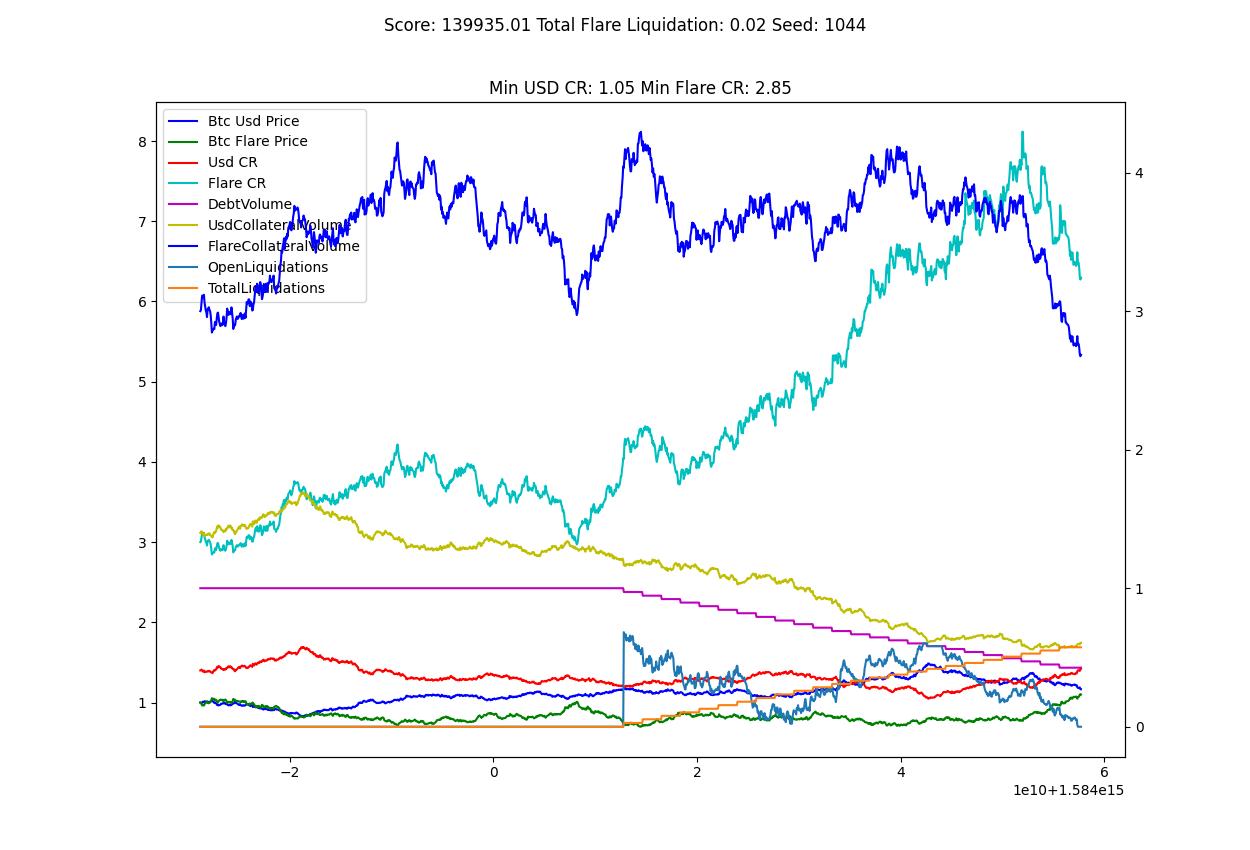 Score: 139935.01 Total Flare Liquidation: 0.02 Seed: 1044
Min USD CR: 1.05 Min Flare CR: 2.85
Btc Usd Price
Btc Flare Price
Usd CR
Flare CR
DebtVolume
UsdCollateralVolume
FlareCollateralVolume
OpenLiquidations
TotalLiquidations
8
7
6
5
4
3
2
1
4
3
2
1
0
−2
0
2
4
6
1e10+1.584e15